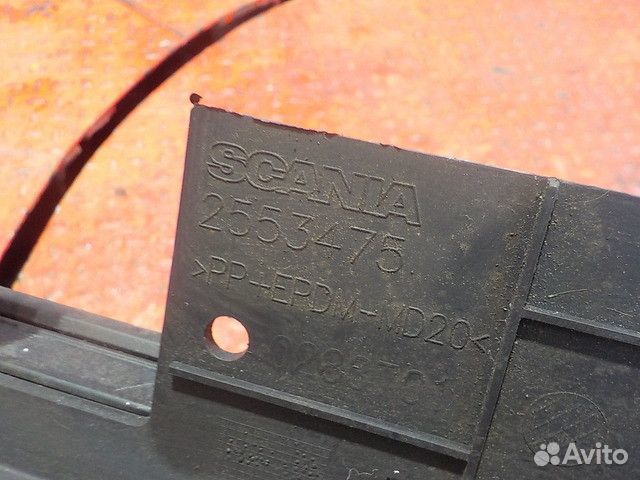 SCANIA
2553475
>PP+EPDM-MD20<
Avito